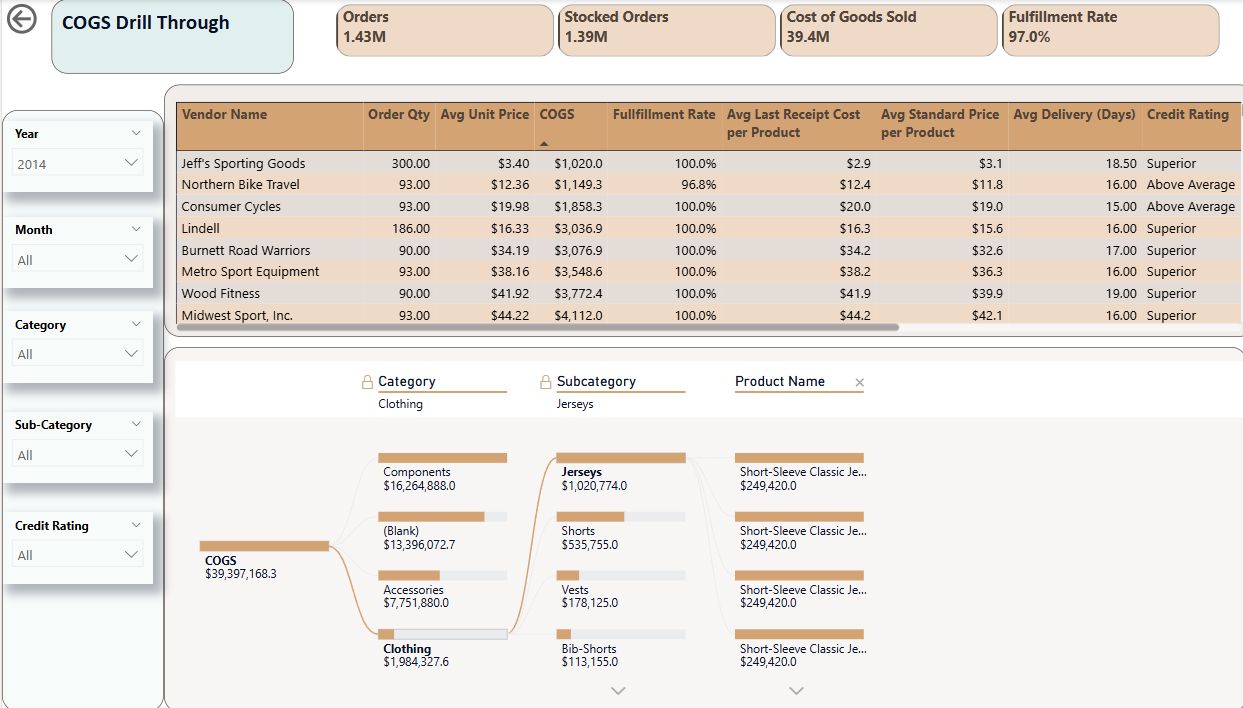 COGS Drill Through
Orders
1.43M
Stocked Orders
1.39M
Cost of Goods Sold
39.4M
Fulfillment Rate
97.0%
Year
2014
Month
All
Category
All
Sub-Category
All
Credit Rating
All
Vendor Name Order Qty Avg Unit Price COGS Fullfillment Rate Avg Last Receipt Cost per Product Avg Standard Price per Product Avg Delivery (Days) Credit Rating
Jeff's Sporting Goods 300.00 $3.40 $1,020.0 100.0% $2.9 $3.1 18.50 Superior
Northern Bike Travel 93.00 $12.36 $1,149.3 96.8% $12.4 $11.8 16.00 Above Average
Consumer Cycles 93.00 $19.98 $1,858.3 100.0% $20.0 $19.0 15.00 Above Average
Lindell 186.00 $16.33 $3,036.9 100.0% $16.3 $15.6 16.00 Superior
Burnett Road Warriors 90.00 $34.19 $3,076.9 100.0% $34.2 $32.6 17.00 Superior
Metro Sport Equipment 93.00 $38.16 $3,548.6 100.0% $38.2 $36.3 16.00 Superior
Wood Fitness 90.00 $41.92 $3,772.4 100.0% $41.9 $39.9 19.00 Superior
Midwest Sport, Inc. 93.00 $44.22 $4,112.0 100.0% $44.2 $42.1 16.00 Superior
Category
Clothing
Subcategory
Jerseys
Product Name
COGS
$39,397,168.3
Components
$16,264,888.0
(Blank)
$13,396,072.7
Accessories
$7,751,880.0
Clothing
$1,984,327.6
Jerseys
$1,020,774.0
Shorts
$535,755.0
Vests
$178,125.0
Bib-Shorts
$113,155.0
Short-Sleeve Classic Je...
$249,420.0
Short-Sleeve Classic Je...
$249,420.0
Short-Sleeve Classic Je...
$249,420.0
Short-Sleeve Classic Je...
$249,420.0